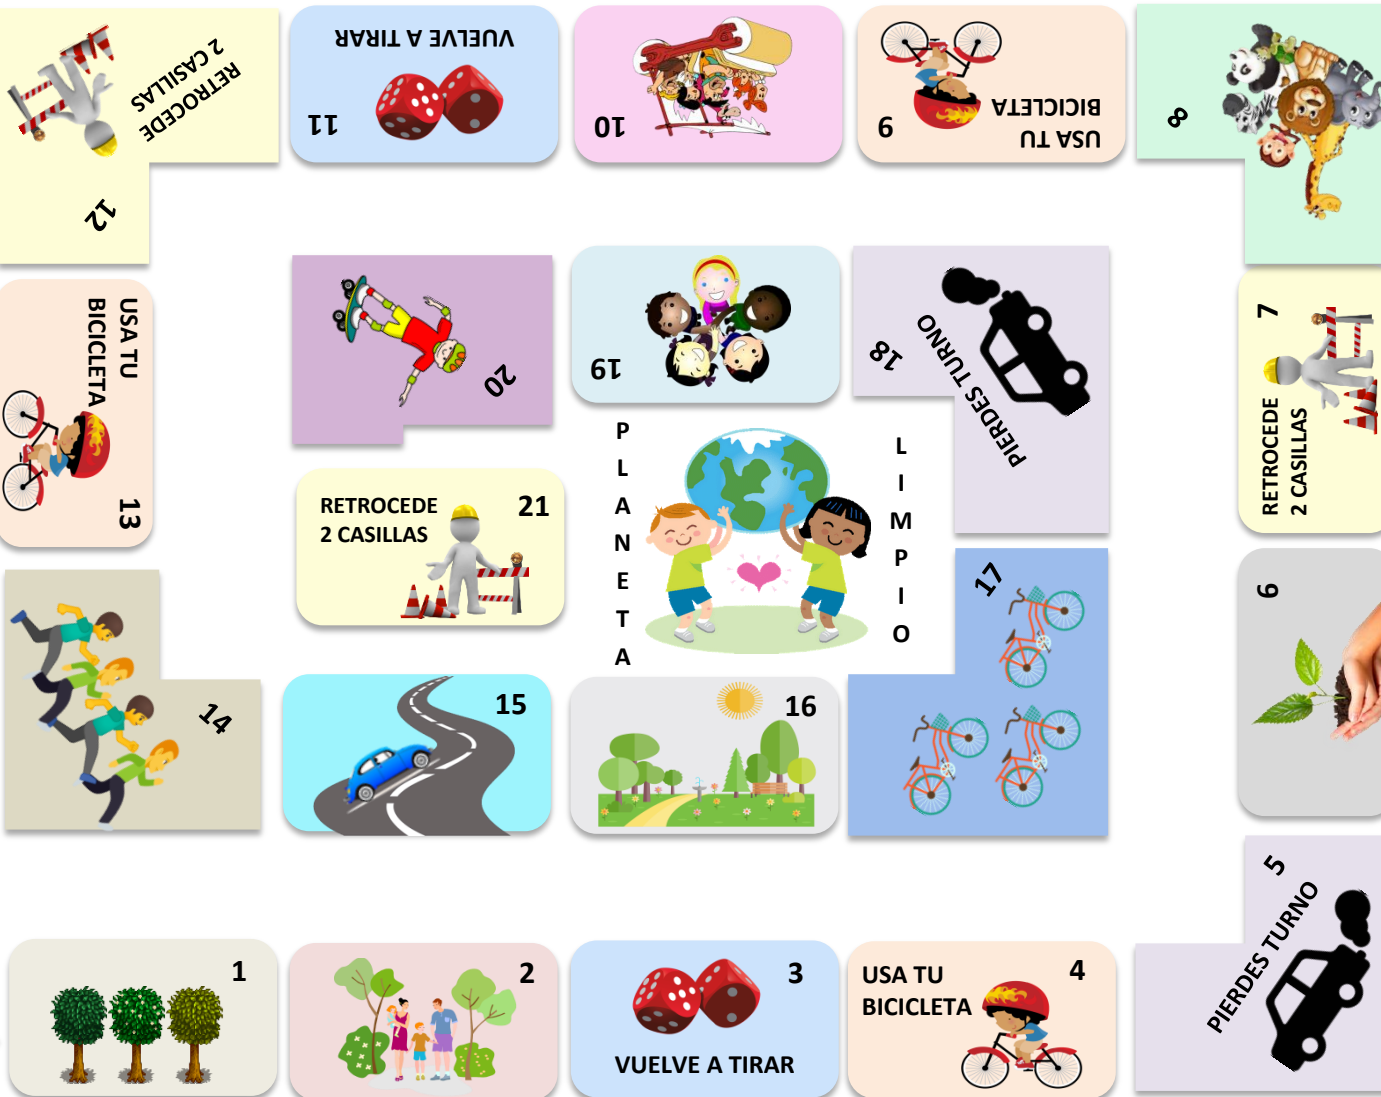 RETROCEDE
2 CASILLAS
12
VUELVE A TIRAR
11
10
USA TU
BICICLETA
9
8
USA TU
BICICLETA
13
20
19
18
PIERDES TURNO
7
RETROCEDE
2 CASILLAS
RETROCEDE
2 CASILLAS
21
PLANETA
LIMPIO
17
6
14
15
16
5
PIERDES TURNO
1
2
3
VUELVE A TIRAR
USA TU
BICICLETA
4